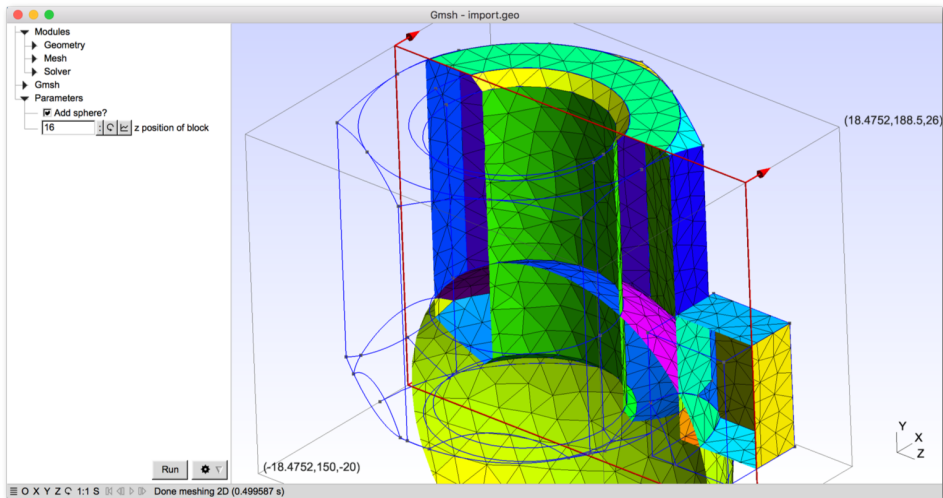 Gmsh - import.geo
Modules
Geometry
Mesh
Solver
Gmsh
Parameters
Add sphere?
16 z position of block
(18.4752,188.5,26)
(-18.4752,150,-20)
Y
X
Z
Run
O X Y Z 1:1 S Done meshing 2D (0.499587 s)